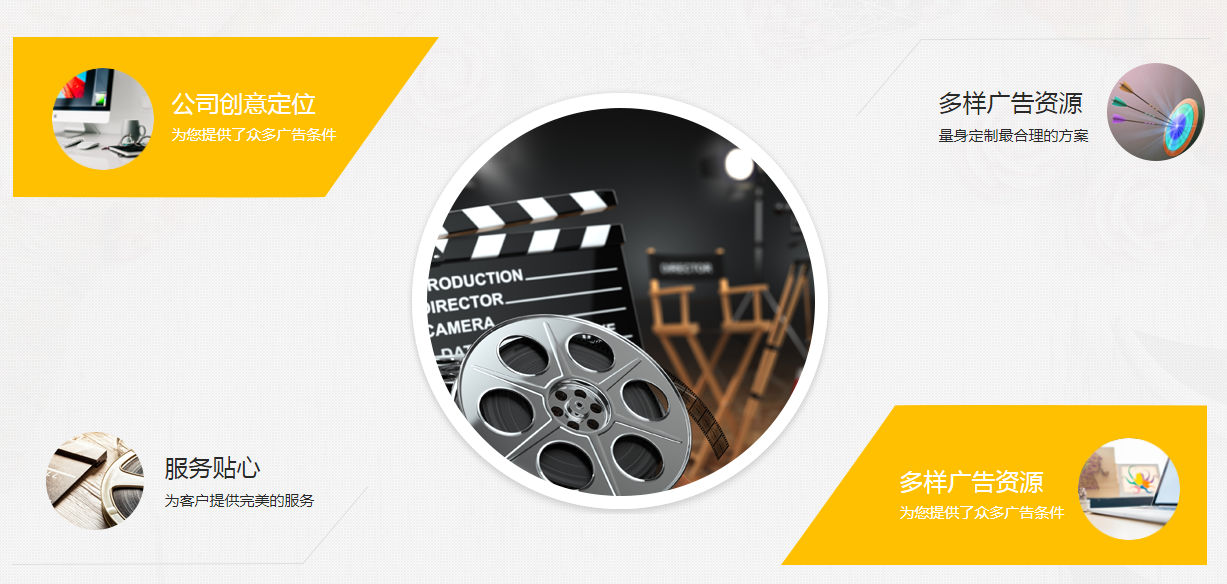 公司创意定位
为您提供了众多广告条件
多样广告资源
量身定制最合理的方案
RODUCTION
DIRECTOR
CAMERA
DAT
DIRECTOR
服务贴心
为客户提供完美的服务
多样广告资源
为您提供了众多广告条件